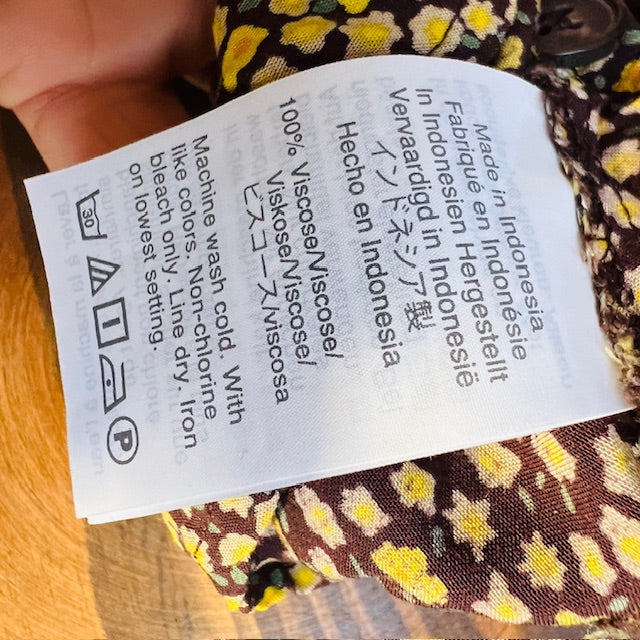 Made in Indonesia
Fabriqué en Indonésie
In Indonesien Hergestellt
Vervaardigd in Indonesië
インドネシア製
Hecho en Indonesia
100% Viscose/Viscose/
Viskose/Viscose/
ビスコース/viscosa
Machine wash cold. With
like colors. Non-chlorine
bleach only. Line dry. Iron
on lowest setting.
30
P